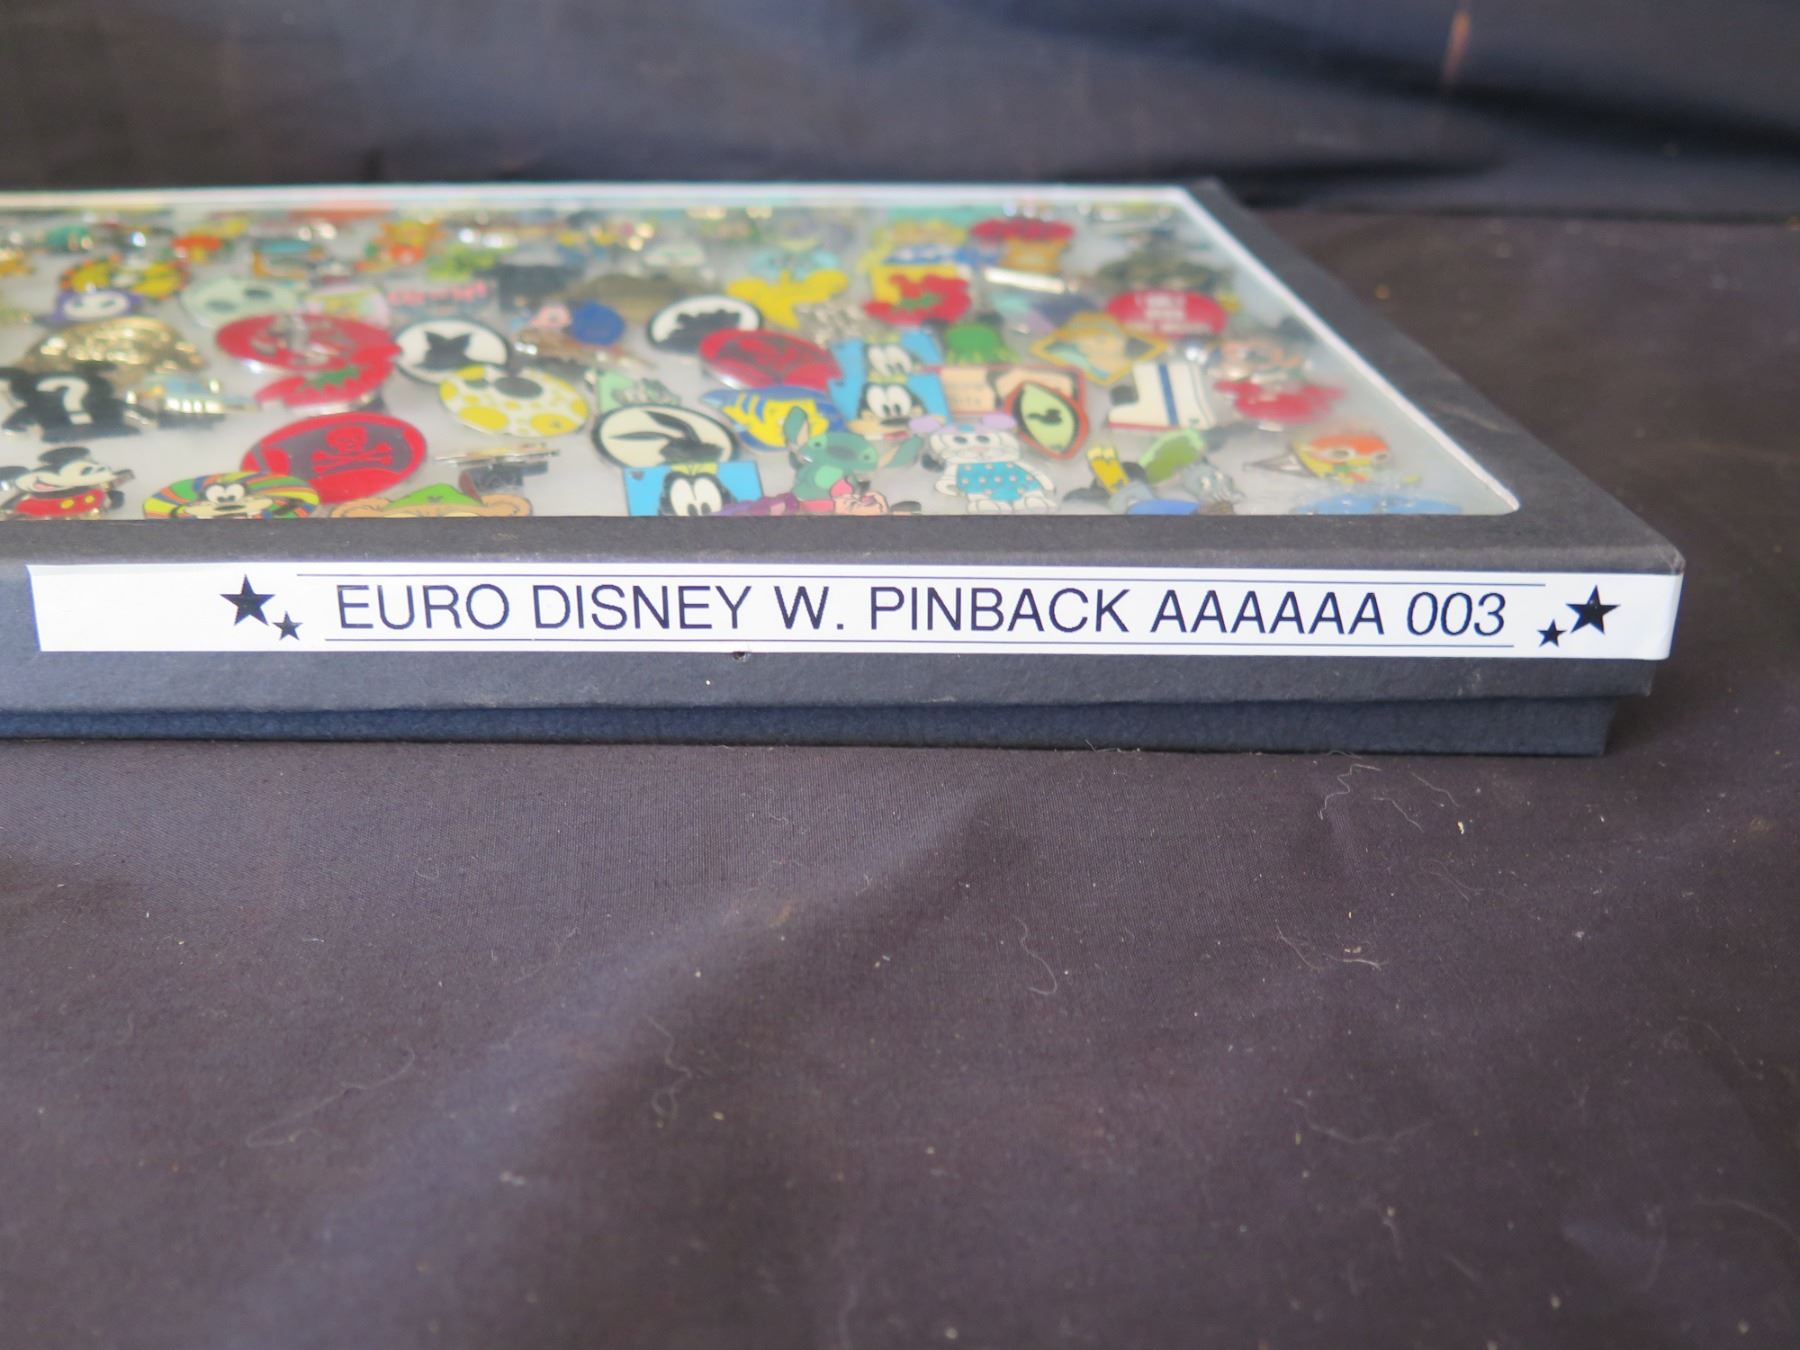 ?
EURO DISNEY W. PINBACK AAAAAA 003